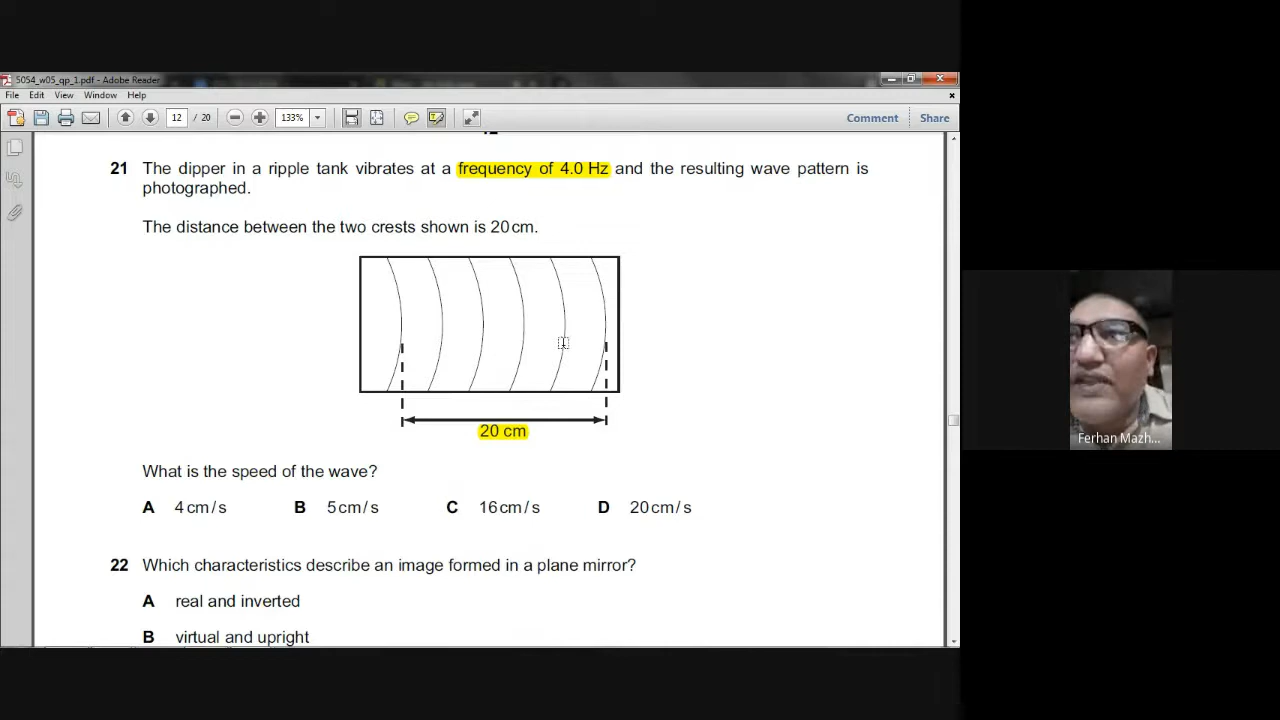 5054_w05_qp_1.pdf - Adobe Reader
File Edit View Window Help
12 / 20 133% Comment Share
21 The dipper in a ripple tank vibrates at a frequency of 4.0 Hz and the resulting wave pattern is
photographed.
The distance between the two crests shown is 20 cm.
20 cm
What is the speed of the wave?
A 4 cm / s B 5 cm / s C 16 cm / s D 20 cm / s
22 Which characteristics describe an image formed in a plane mirror?
A real and inverted
B virtual and upright
Ferhan Mazh...